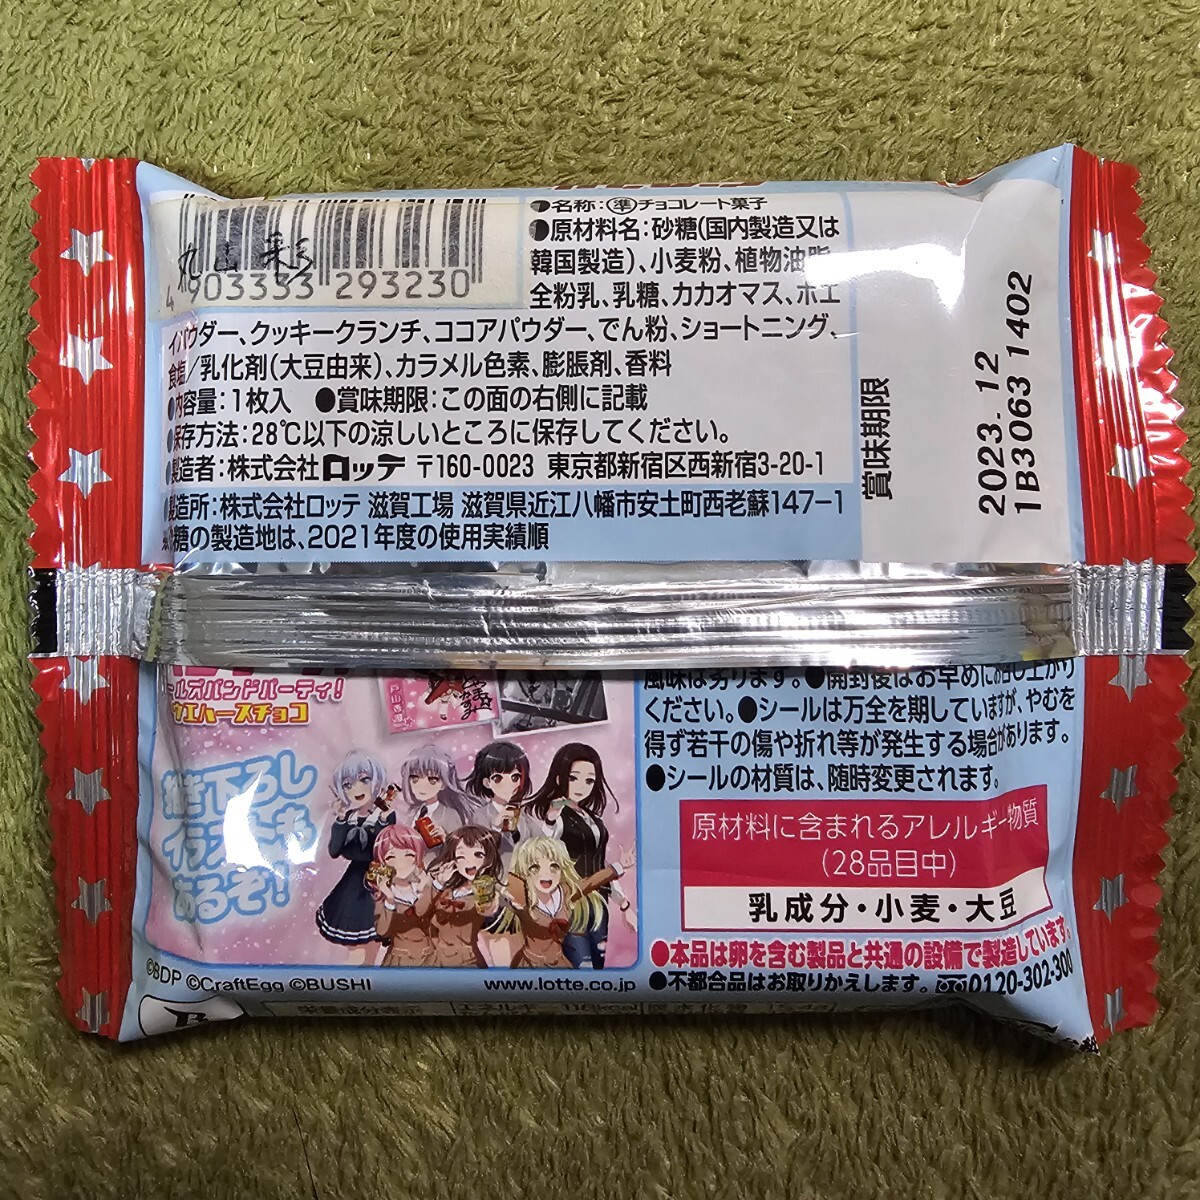 ●名称:㊜チョコレート菓子
●原材料名:砂糖(国内製造又は
韓国製造)、小麦粉、植物油脂、
全粉乳、乳糖、カカオマス、ホエ
イパウダー、クッキークランチ、ココアパウダー、でん粉、ショートニング、
食塩/乳化剤(大豆由来)、カラメル色素、膨脹剤、香料
●内容量:1枚入 ●賞味期限:この面の右側に記載
●保存方法:28℃以下の涼しいところに保存してください。
●製造者:株式会社ロッテ 〒160-0023 東京都新宿区西新宿3-20-1
製造所:株式会社ロッテ 滋賀工場 滋賀県近江八幡市安土町西老蘇147-1
糖の製造地は、2021年度の使用実績順
丸山彩
4 903333 293230
賞味期限
2023.12
1B30063 1402
ールズバンドパーティ!
ウエハースチョコ
描き下ろし
イラストも
あるぞ!
©BDP ©CraftEgg ©BUSHI
www.lotte.co.jp
風味は劣ります。●開封後はお早めにお召し上がり
ください。●シールは万全を期していますが、やむを
得ず若干の傷や折れ等が発生する場合があります。
●シールの材質は、随時変更されます。
原材料に含まれるアレルギー物質
(28品目中)
乳成分・小麦・大豆
●本品は卵を含む製品と共通の設備で製造しています。
●不都合品はお取りかえします。 0120-302-300